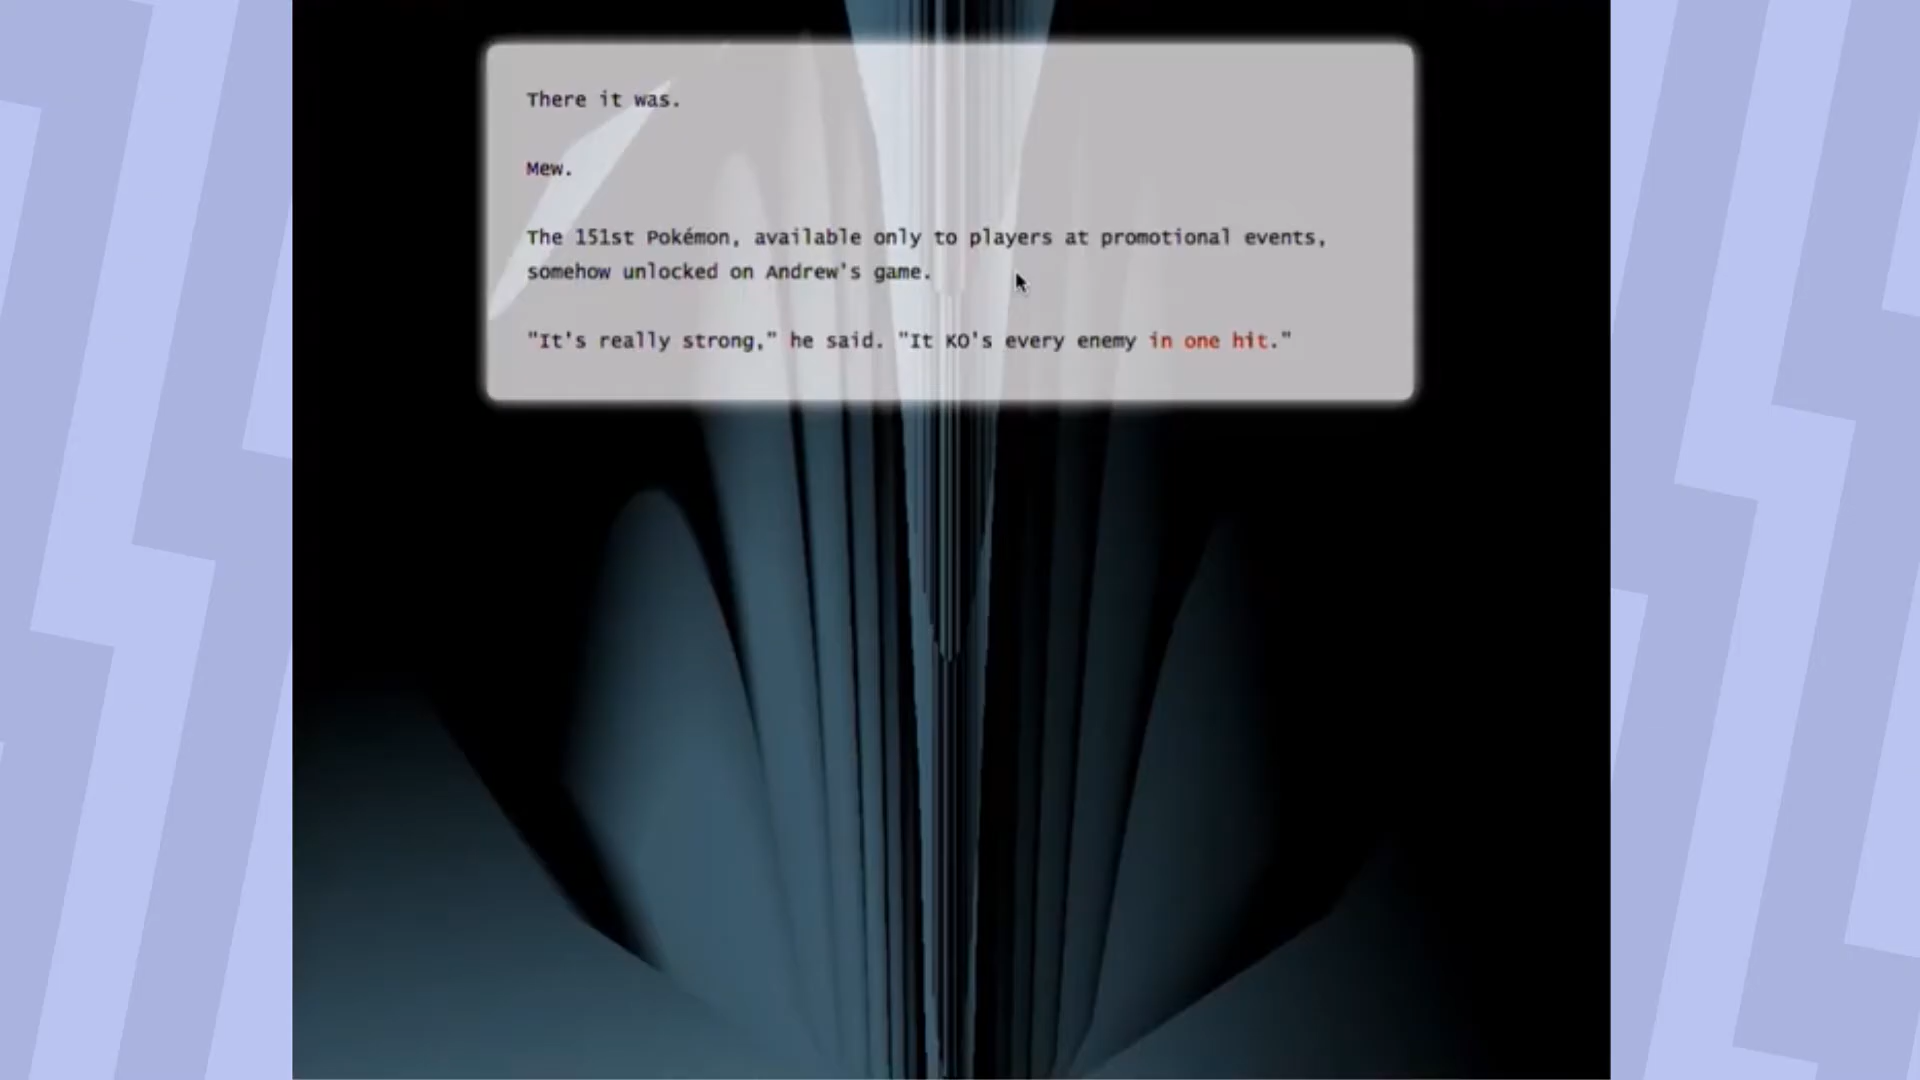 There it was.
Mew.
The 151st Pokémon, available only to players at promotional events,
somehow unlocked on Andrew's game.
"It's really strong," he said. "It KO's every enemy in one hit."